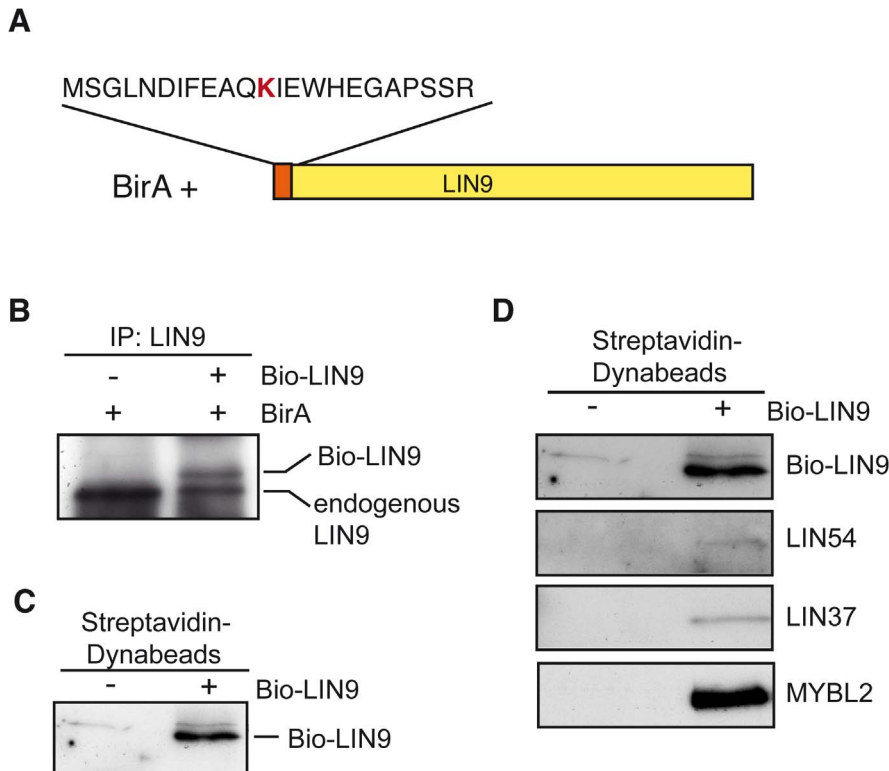 A
MSGLNDIFEAQKIEWHEGAPSSR
BirA +
LIN9
B
IP: LIN9
- + Bio-LIN9
+ + BirA
Bio-LIN9
endogenous
LIN9
C
Streptavidin-
Dynabeads
- + Bio-LIN9
Bio-LIN9
D
Streptavidin-
Dynabeads
- + Bio-LIN9
Bio-LIN9
LIN54
LIN37
MYBL2